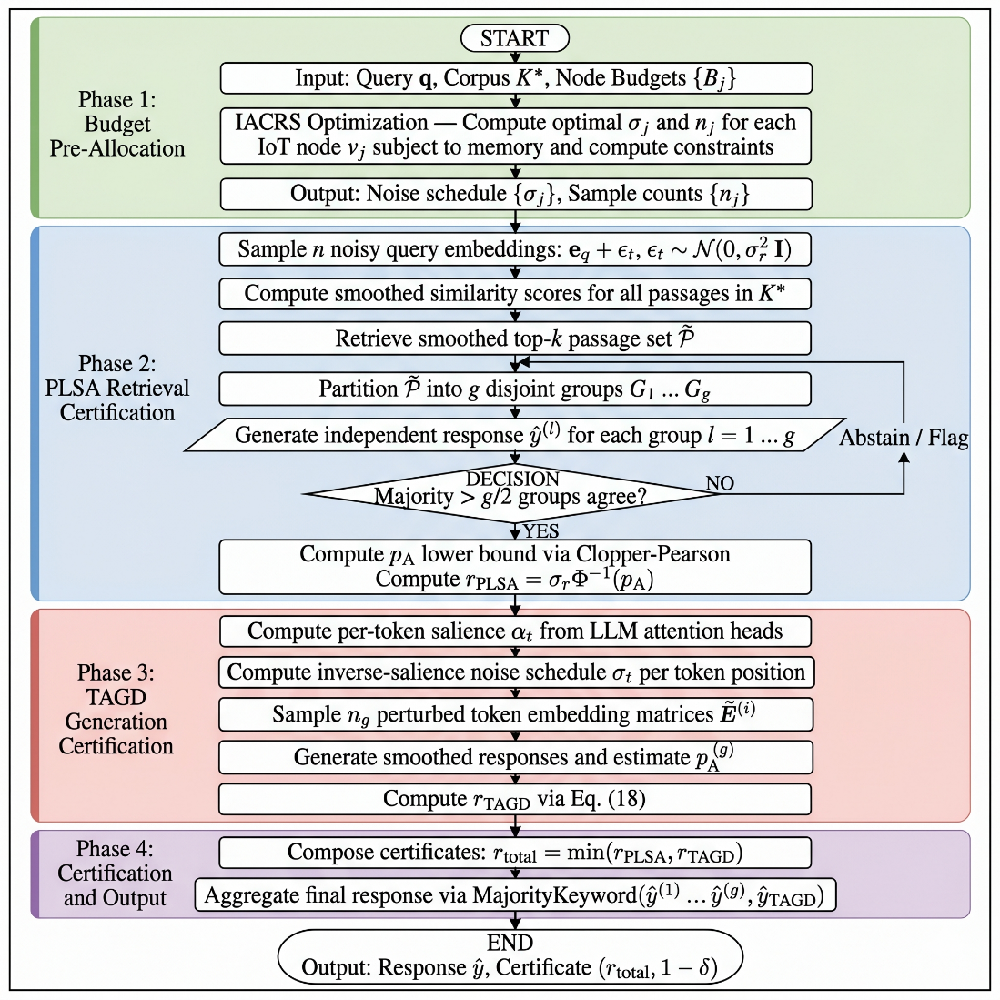 START
Phase 1:
Budget
Pre-Allocation
Input: Query q, Corpus K*, Node Budgets {B_j}
IACRS Optimization — Compute optimal σ_j and n_j for each
IoT node v_j subject to memory and compute constraints
Output: Noise schedule {σ_j}, Sample counts {n_j}
Phase 2:
PLSA Retrieval
Certification
Sample n noisy query embeddings: e_q + ϵ_t, ϵ_t ∼ 𝒩(0, σ_r^2 I)
Compute smoothed similarity scores for all passages in K*
Retrieve smoothed top-k passage set 𝒫̃
Partition 𝒫̃ into g disjoint groups G_1 ... G_g
Generate independent response ŷ^(l) for each group l = 1 ... g
Abstain / Flag
DECISION
Majority > g/2 groups agree?
NO
YES
Compute p_A lower bound via Clopper-Pearson
Compute r_PLSA = σ_r Φ^−1(p_A)
Phase 3:
TAGD
Generation
Certification
Compute per-token salience α_t from LLM attention heads
Compute inverse-salience noise schedule σ_t per token position
Sample n_g perturbed token embedding matrices Ẽ^(i)
Generate smoothed responses and estimate p_A^(g)
Compute r_TAGD via Eq. (18)
Phase 4:
Certification
and Output
Compose certificates: r_total = min(r_PLSA, r_TAGD)
Aggregate final response via MajorityKeyword(ŷ^(1) ... ŷ^(g), ŷ_TAGD)
END
Output: Response ŷ, Certificate (r_total, 1 − δ)